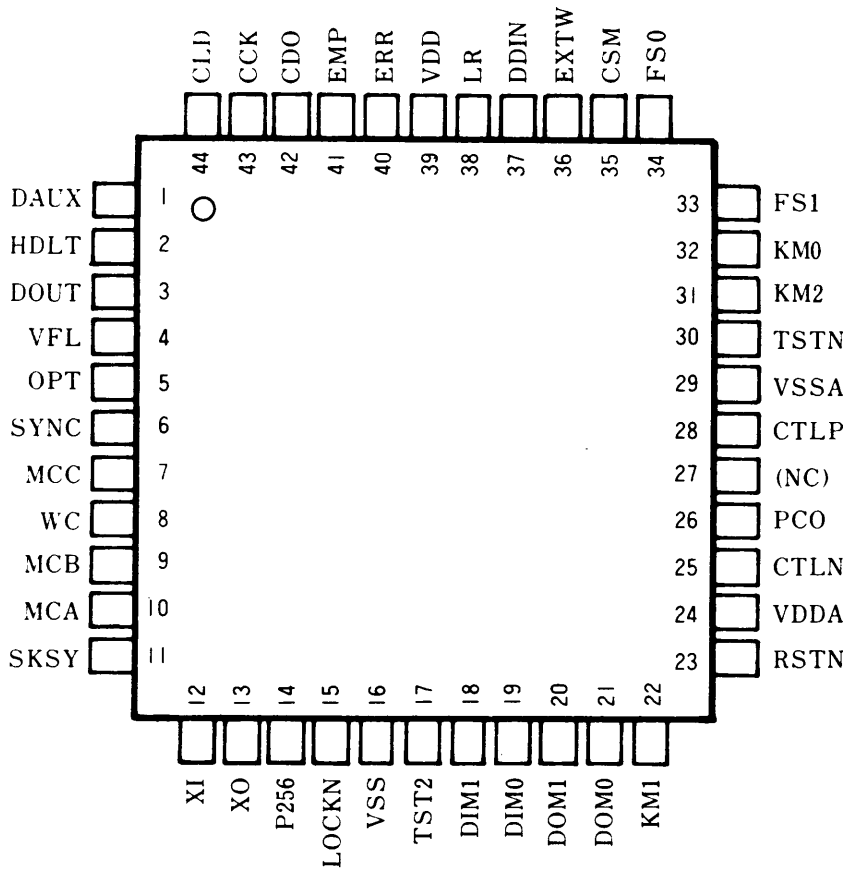 CLD CCK CDO EMP ERR VDD LR DDIN EXTW CSM FS0
44 43 42 41 40 39 38 37 36 35 34
DAUX 1 33 FS1
HDLT 2 32 KM0
DOUT 3 31 KM2
VFL 4 30 TSTN
OPT 5 29 VSSA
SYNC 6 28 CTLP
MCC 7 27 (NC)
WC 8 26 PCO
MCB 9 25 CTLN
MCA 10 24 VDDA
SKSY 11 23 RSTN
12 13 14 15 16 17 18 19 20 21 22
XI XO P256 LOCKN VSS TST2 DIM1 DIM0 DOM1 DOM0 KM1